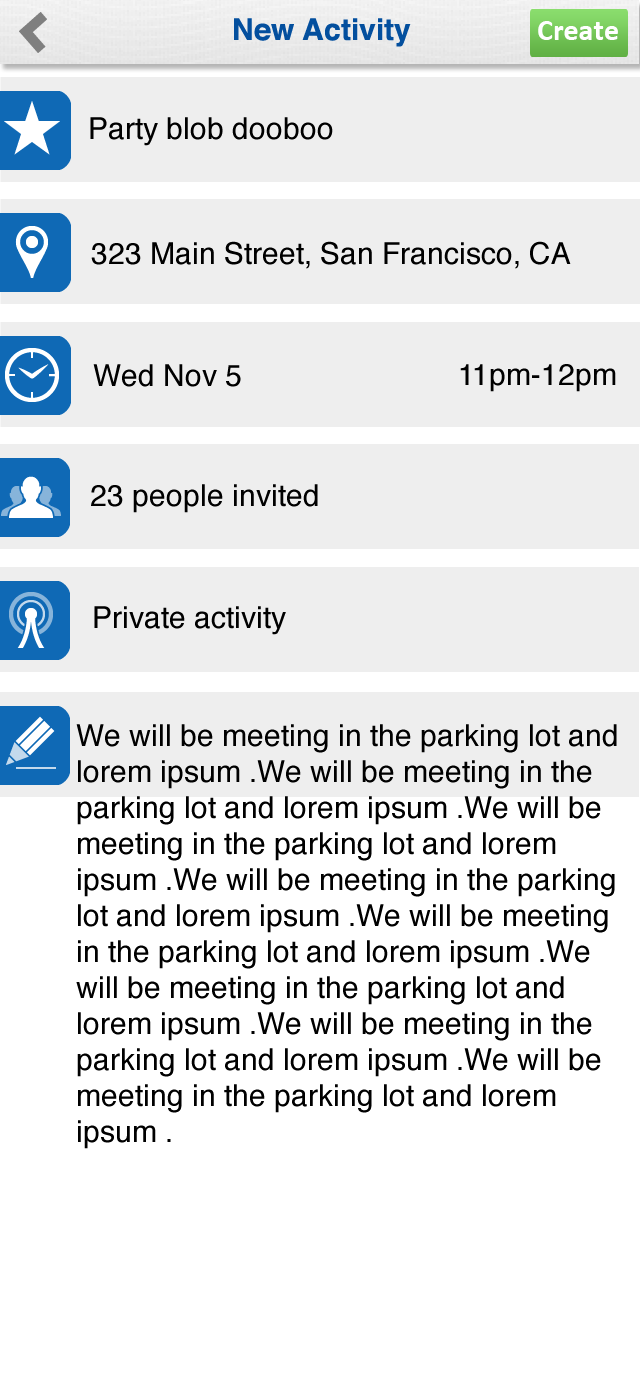 New Activity
Create
Party blob dooboo
323 Main Street, San Francisco, CA
Wed Nov 5
11pm-12pm
23 people invited
Private activity
We will be meeting in the parking lot and
lorem ipsum .We will be meeting in the
parking lot and lorem ipsum .We will be
meeting in the parking lot and lorem
ipsum .We will be meeting in the parking
lot and lorem ipsum .We will be meeting
in the parking lot and lorem ipsum .We
will be meeting in the parking lot and
lorem ipsum .We will be meeting in the
parking lot and lorem ipsum .We will be
meeting in the parking lot and lorem
ipsum .